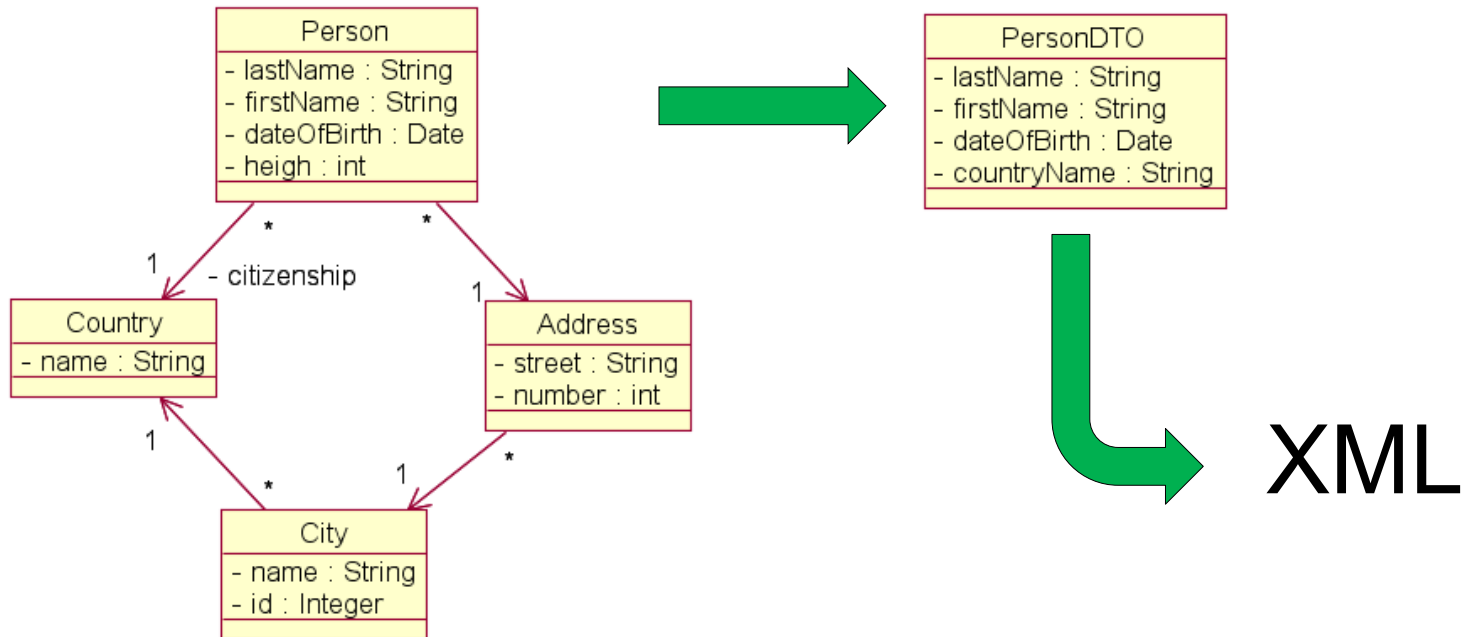 Person
- lastName : String
- firstName : String
- dateOfBirth : Date
- heigh : int
PersonDTO
- lastName : String
- firstName : String
- dateOfBirth : Date
- countryName : String
*
*
1
- citizenship
1
Country
- name : String
Address
- street : String
- number : int
1
*
1
*
XML
City
- name : String
- id : Integer